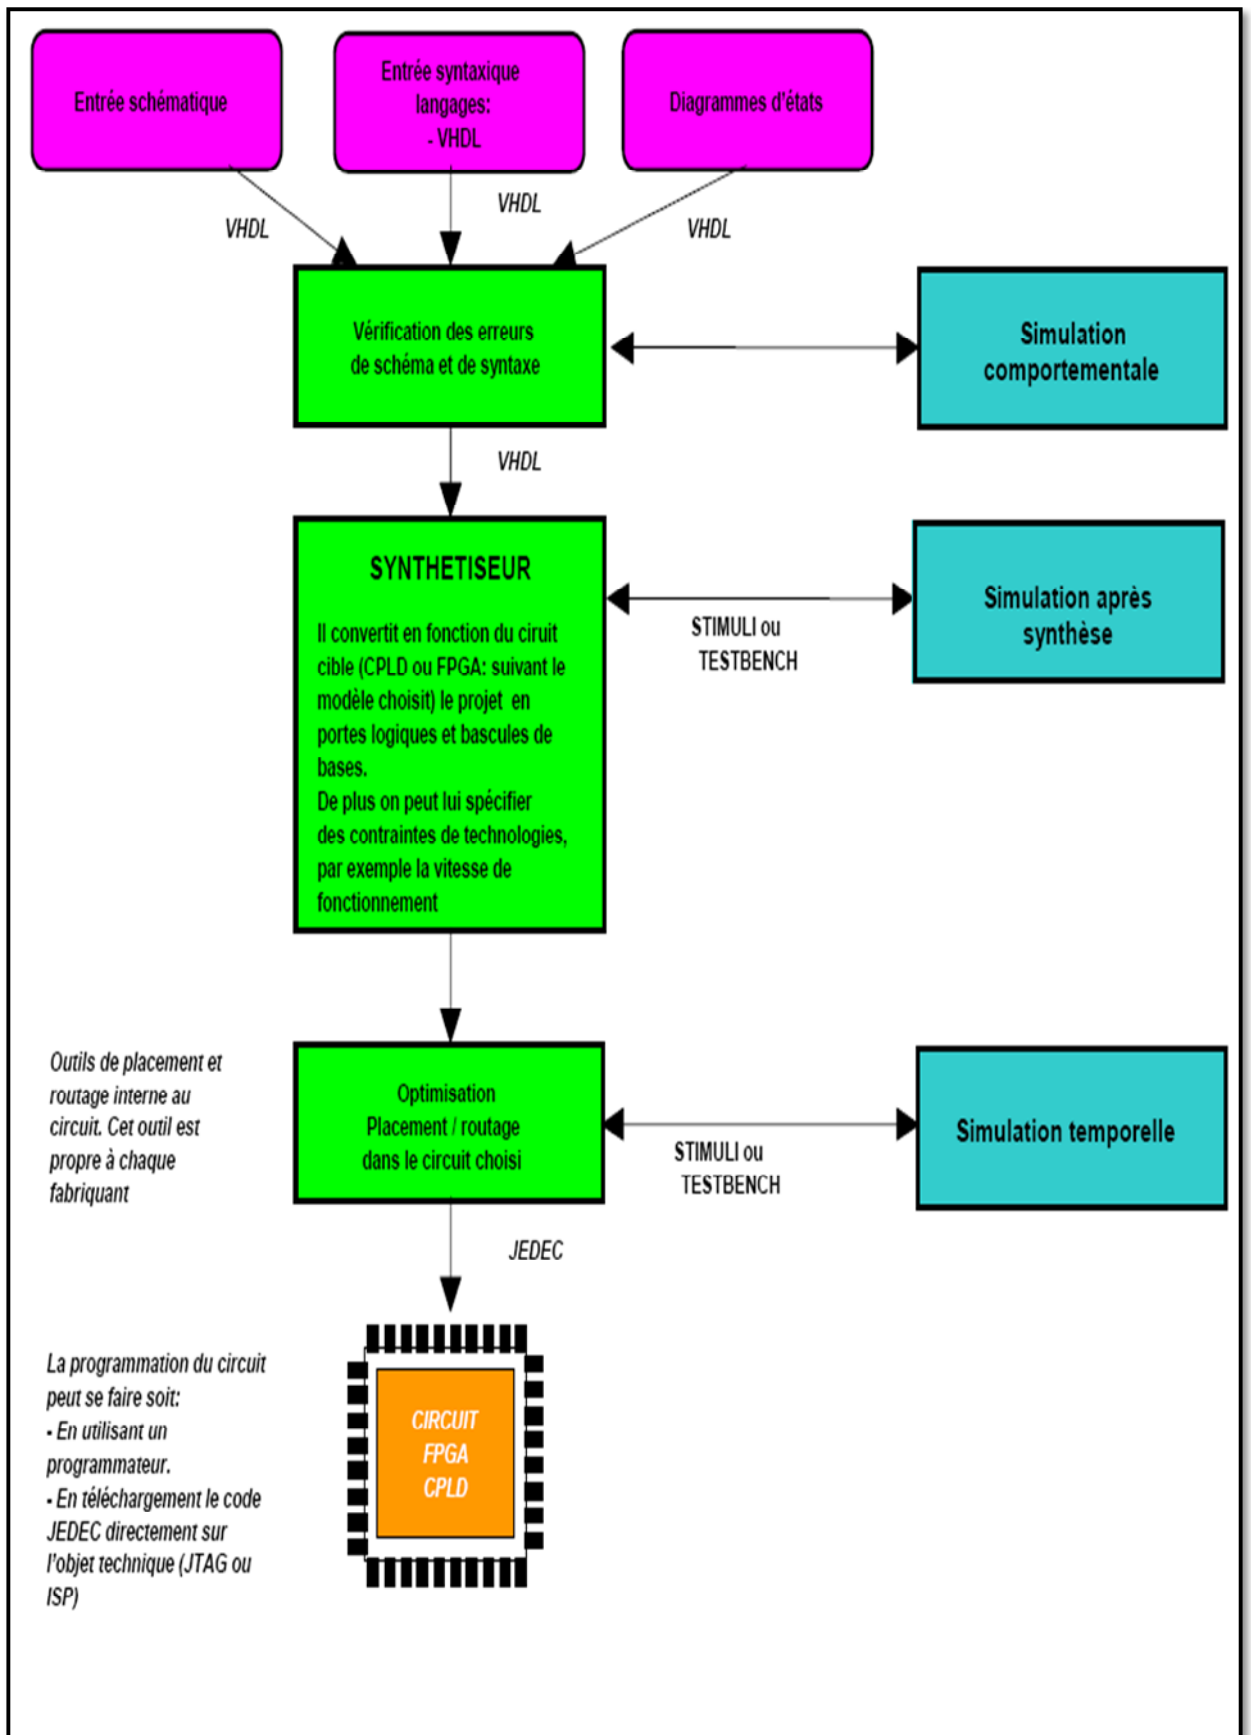 Entrée schématique
Entrée syntaxique
langages:
- VHDL
Diagrammes d'états
VHDL
VHDL
VHDL
Vérification des erreurs
de schéma et de syntaxe
Simulation
comportementale
VHDL
SYNTHETISEUR
Il convertit en fonction du ciruit
cible (CPLD ou FPGA: suivant le
modèle choisit) le projet en
portes logiques et bascules de
bases.
De plus on peut lui spécifier
des contraintes de technologies,
par exemple la vitesse de
fonctionnement
STIMULI ou
TESTBENCH
Simulation après
synthèse
Outils de placement et
routage interne au
circuit. Cet outil est
propre à chaque
fabriquant
Optimisation
Placement / routage
dans le circuit choisi
STIMULI ou
TESTBENCH
Simulation temporelle
JEDEC
La programmation du circuit
peut se faire soit:
- En utilisant un
programmateur.
- En téléchargement le code
JEDEC directement sur
l'objet technique (JTAG ou
ISP)
CIRCUIT
FPGA
CPLD